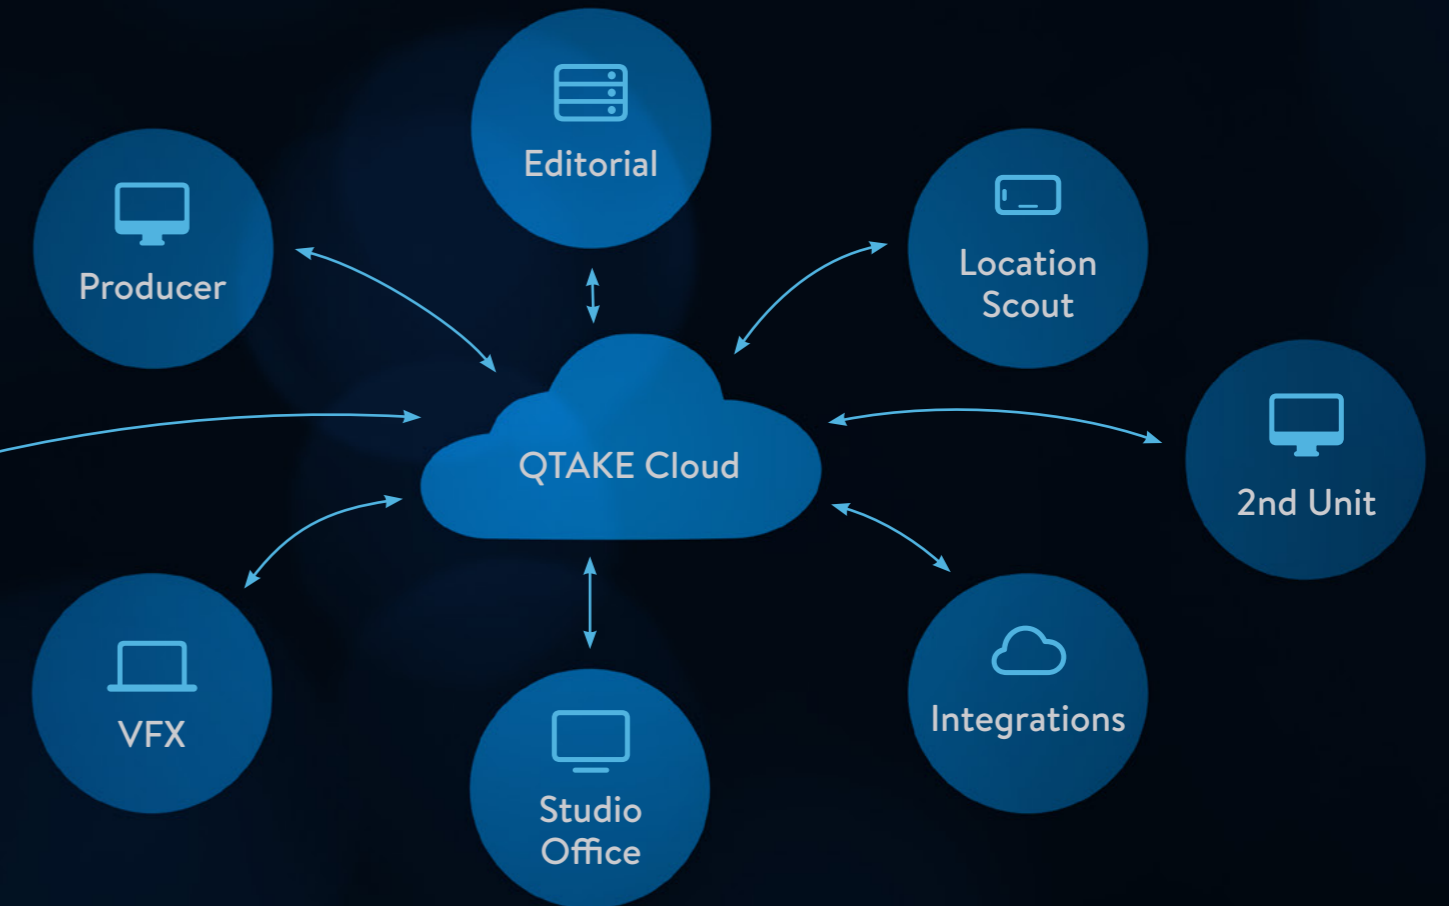 Editorial
Producer
Location
Scout
QTAKE Cloud
2nd Unit
VFX
Integrations
Studio
Office